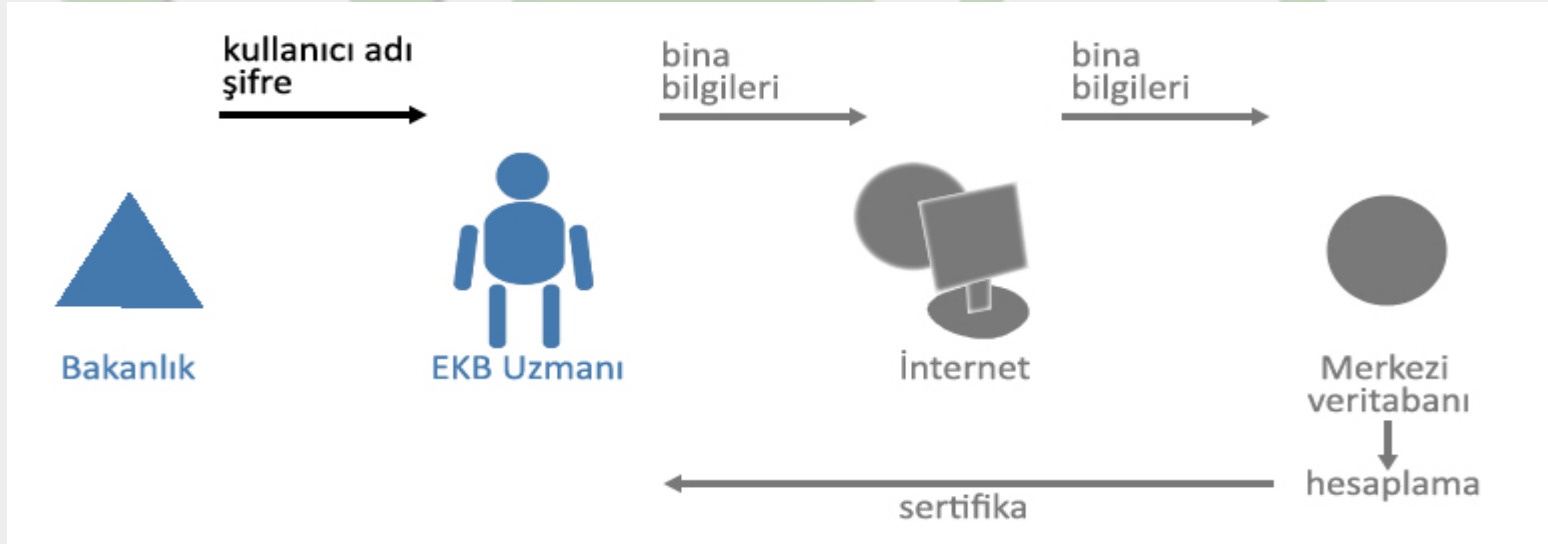 kullanıcı adı
şifre
bina
bilgileri
bina
bilgileri
Bakanlık
EKB Uzmanı
İnternet
Merkezi
veritabanı
hesaplama
sertifika